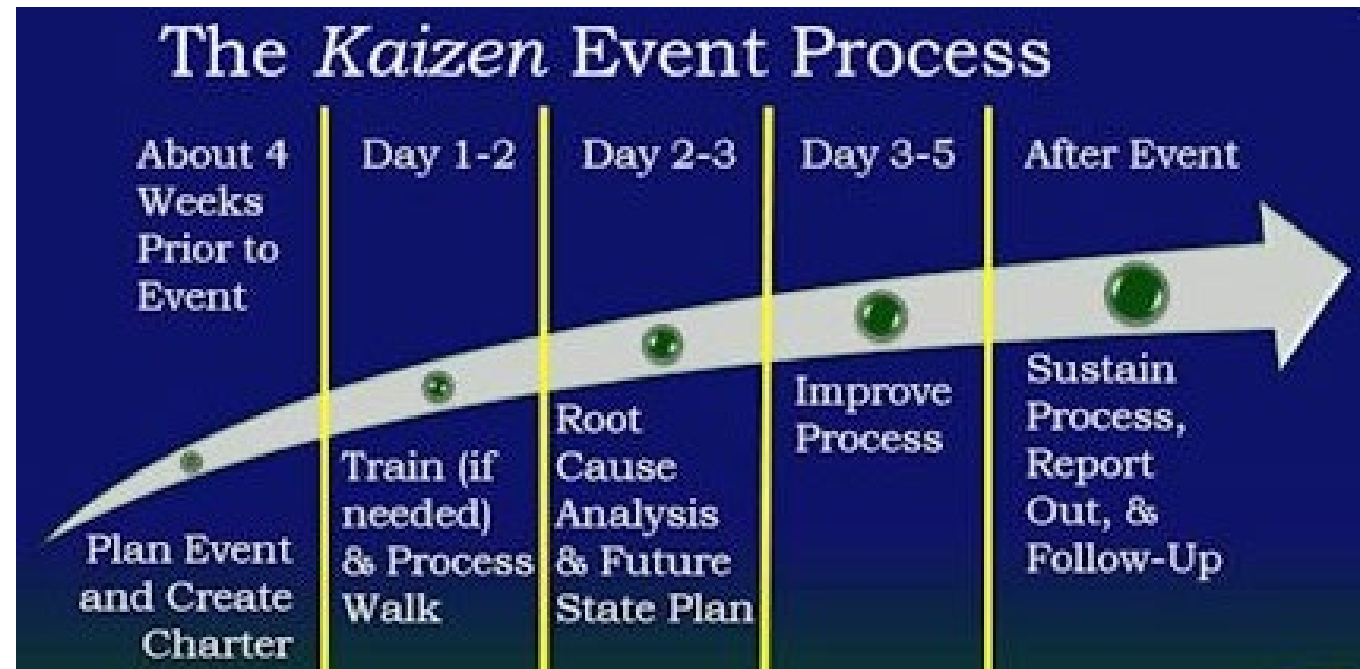 The Kaizen Event Process
About 4
Weeks
Prior to
Event
Plan Event
and Create
Charter
Day 1-2
Train (if
needed)
& Process
Walk
Day 2-3
Root
Cause
Analysis
& Future
State Plan
Day 3-5
Improve
Process
After Event
Sustain
Process,
Report
Out, &
Follow-Up